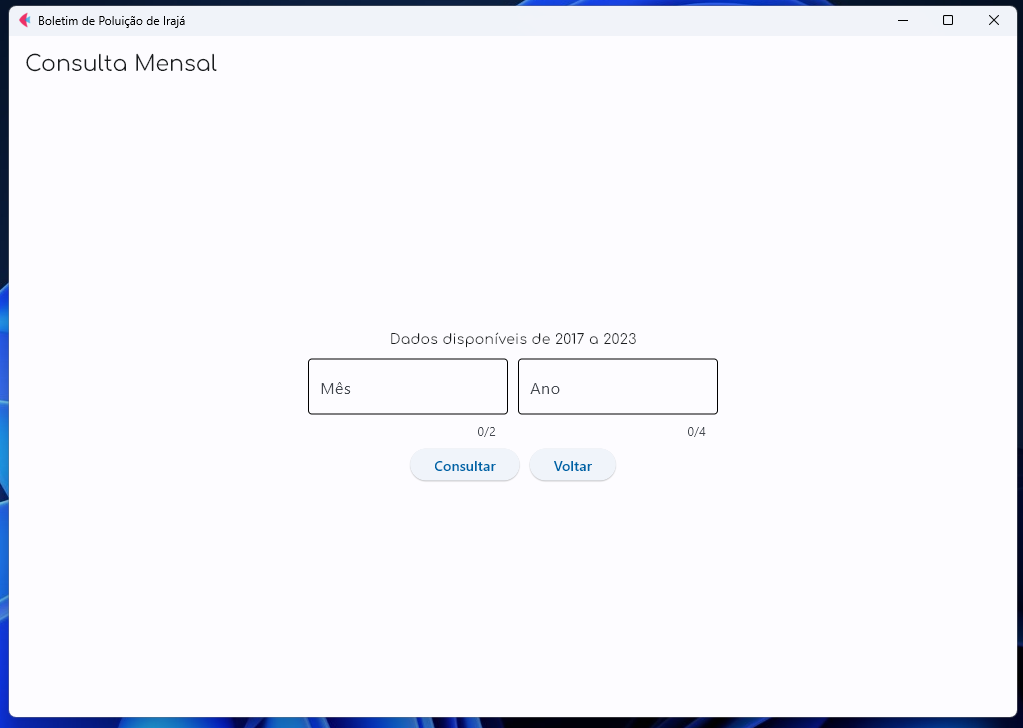 Boletim de Poluição de Irajá
Consulta Mensal
Dados disponíveis de 2017 a 2023
Mês Ano
0/2 0/4
Consultar Voltar